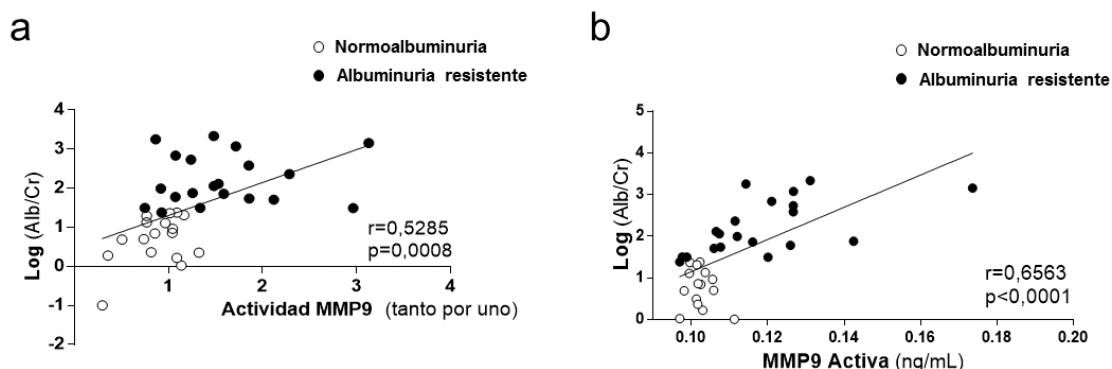 a
○ Normoalbuminuria
● Albuminuria resistente
Log (Alb/Cr)
4
3
2
1
0
-1
-2
1
2
3
4
r=0,5285
p=0,0008
Actividad MMP9 (tanto por uno)
b
○ Normoalbuminuria
● Albuminuria resistente
Log (Alb/Cr)
5
4
3
2
1
0
0.10
0.12
0.14
0.16
0.18
0.20
r=0,6563
p<0,0001
MMP9 Activa (ng/mL)